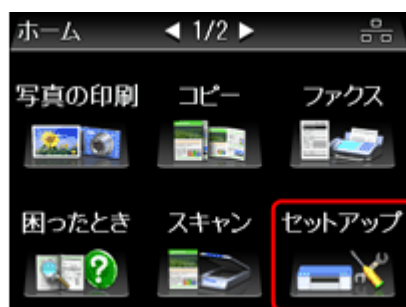 ホーム ◀ 1/2 ▶
写真の印刷 コピー ファクス
困ったとき スキャン セットアップ